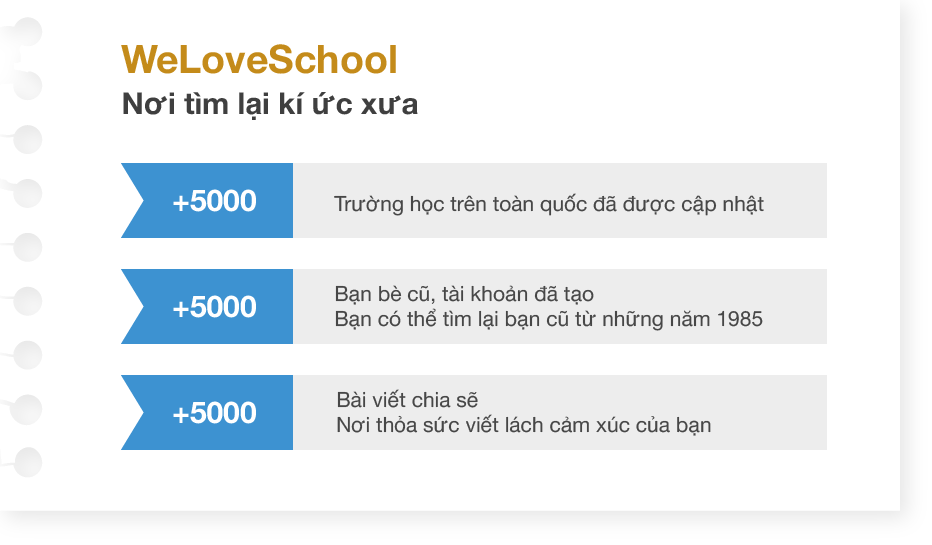 WeLoveSchool
Nơi tìm lại kí ức xưa
+5000
Trường học trên toàn quốc đã được cập nhật
+5000
Bạn bè cũ, tài khoản đã tạo
Bạn có thể tìm lại bạn cũ từ những năm 1985
+5000
Bài viết chia sẽ
Nơi thỏa sức viết lách cảm xúc của bạn